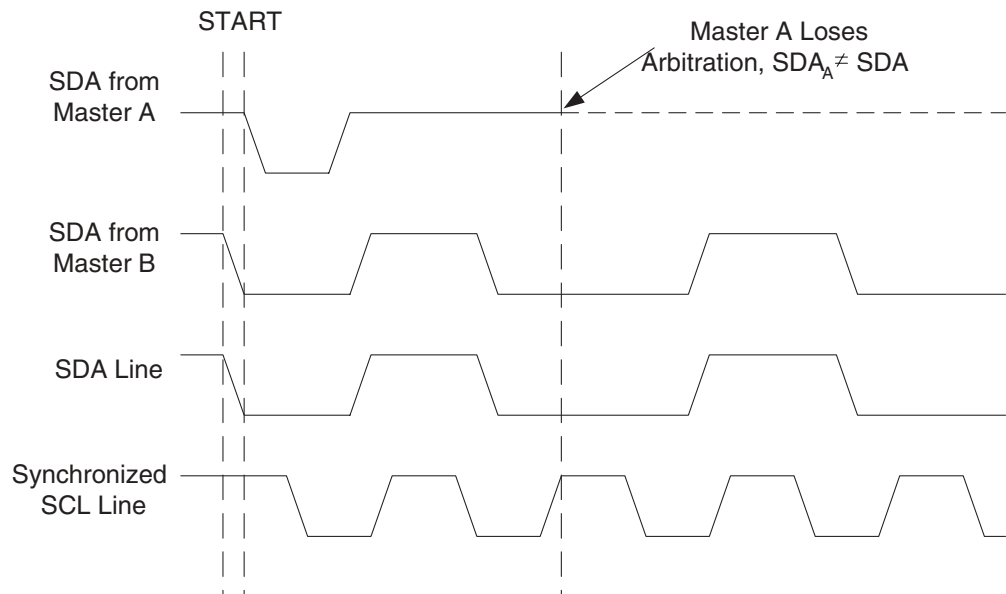 START
Master A Loses
Arbitration, SDA_A ≠ SDA
SDA from
Master A
SDA from
Master B
SDA Line
Synchronized
SCL Line